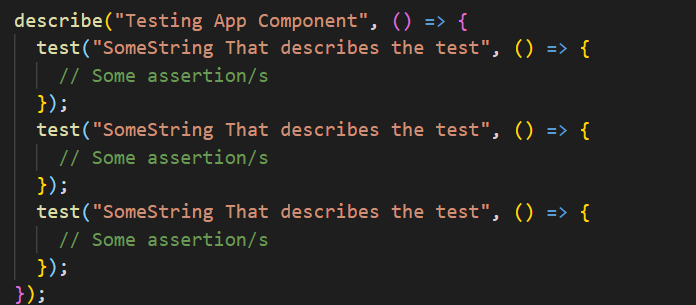 describe("Testing App Component", () => {
  test("SomeString That describes the test", () => {
    // Some assertion/s
  });
  test("SomeString That describes the test", () => {
    // Some assertion/s
  });
  test("SomeString That describes the test", () => {
    // Some assertion/s
  });
});